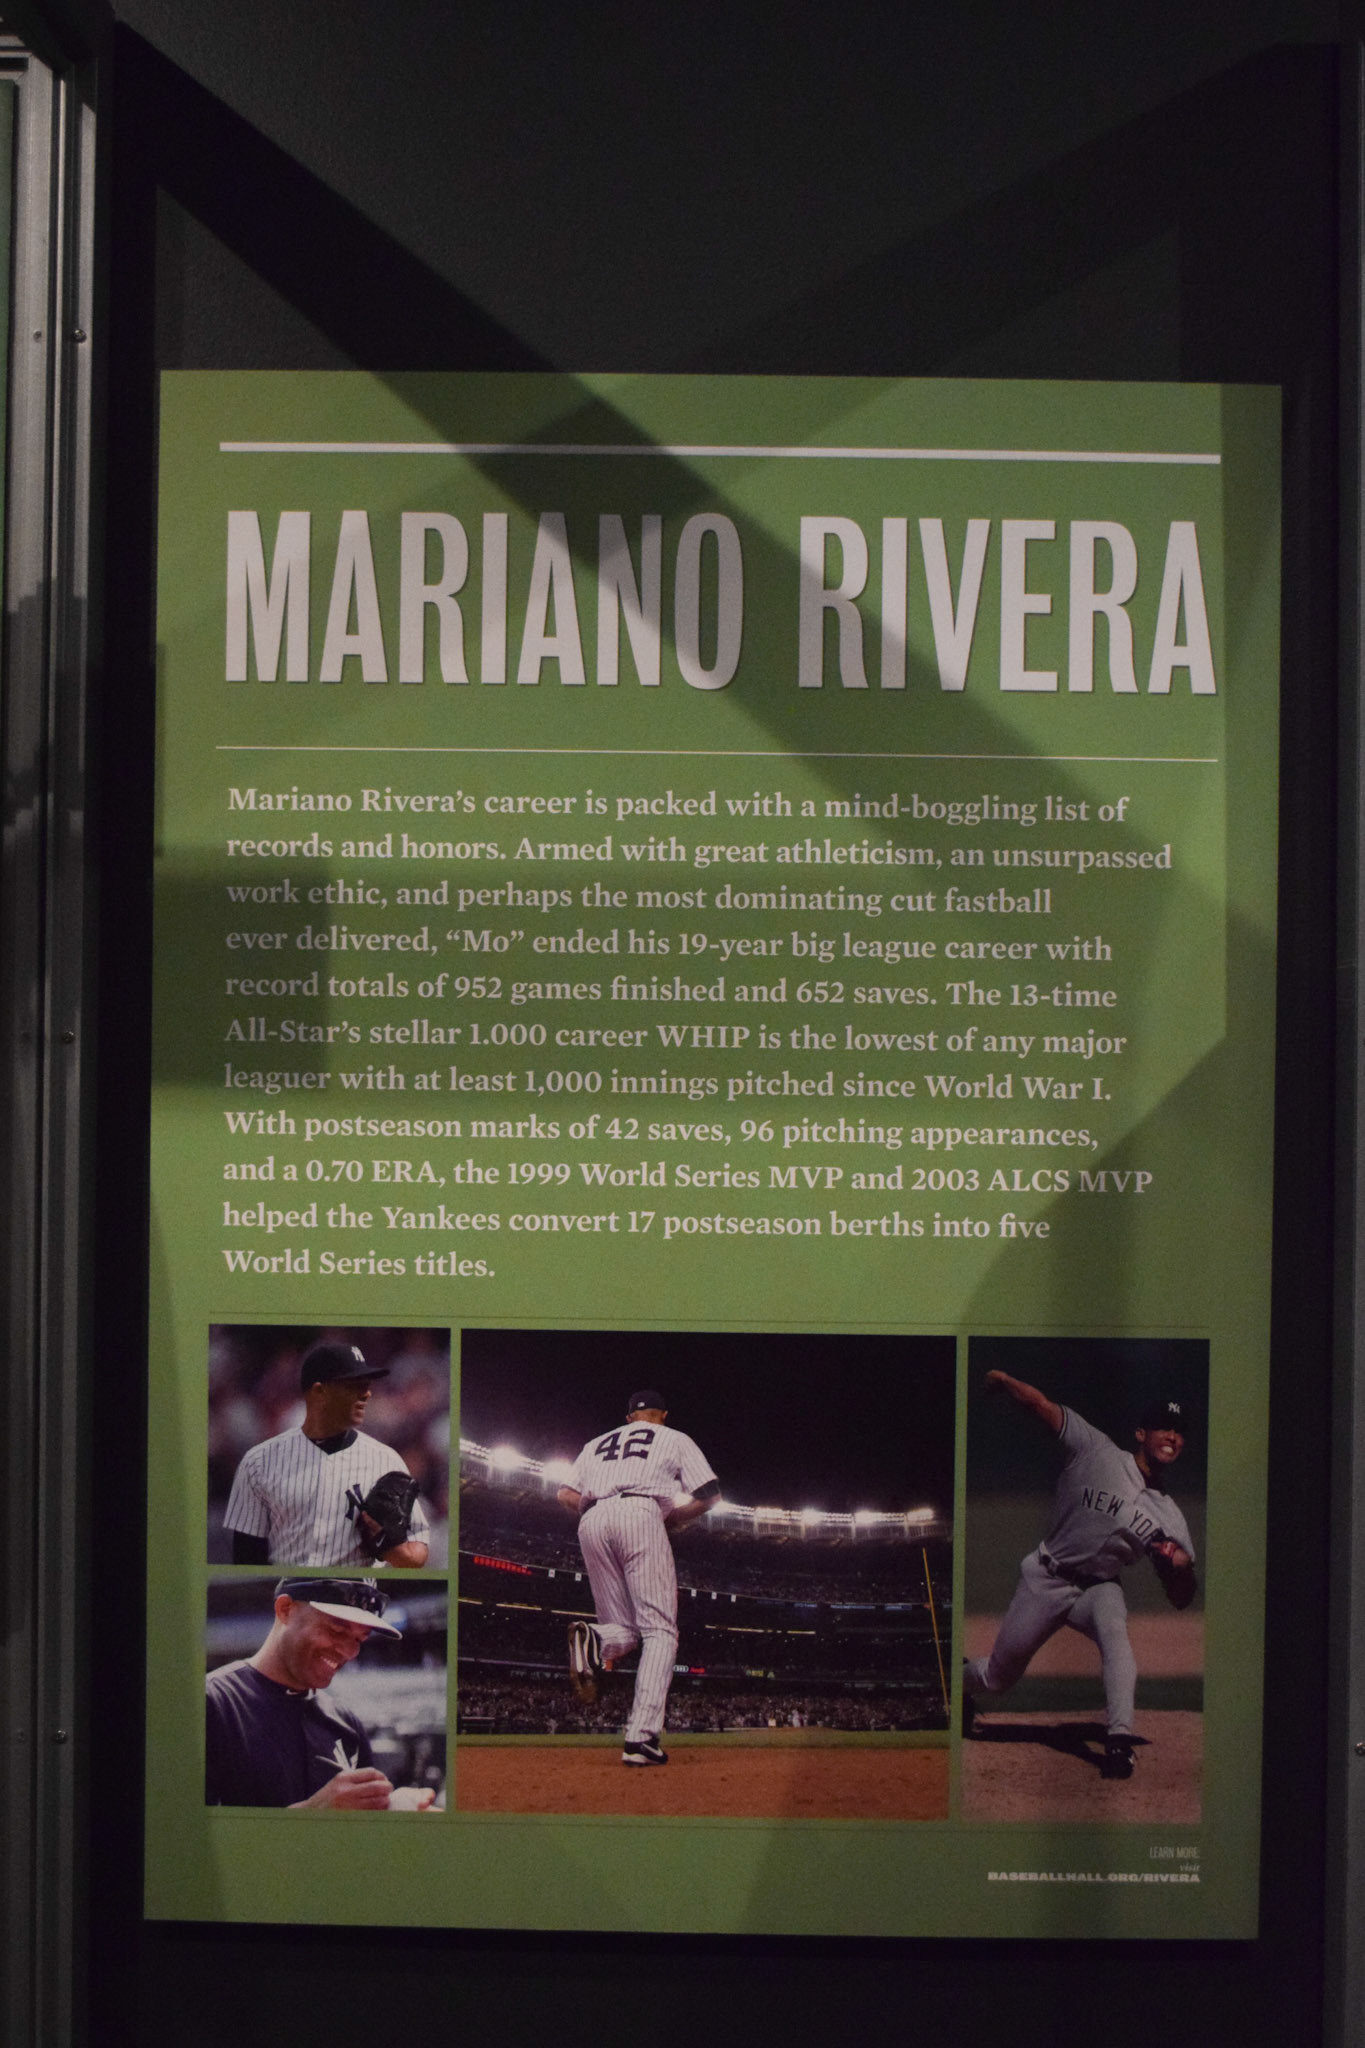 MARIANO RIVERA
Mariano Rivera's career is packed with a mind-boggling list of
records and honors. Armed with great athleticism, an unsurpassed
work ethic, and perhaps the most dominating cut fastball
ever delivered, “Mo” ended his 19-year big league career with
record totals of 952 games finished and 652 saves. The 13-time
All-Star's stellar 1.000 career WHIP is the lowest of any major
leaguer with at least 1,000 innings pitched since World War I.
With postseason marks of 42 saves, 96 pitching appearances,
and a 0.70 ERA, the 1999 World Series MVP and 2003 ALCS MVP
helped the Yankees convert 17 postseason berths into five
World Series titles.
NY
42
NY
NEW YO
LEARN MORE:
visit
BASEBALLHALL.ORG/RIVERA